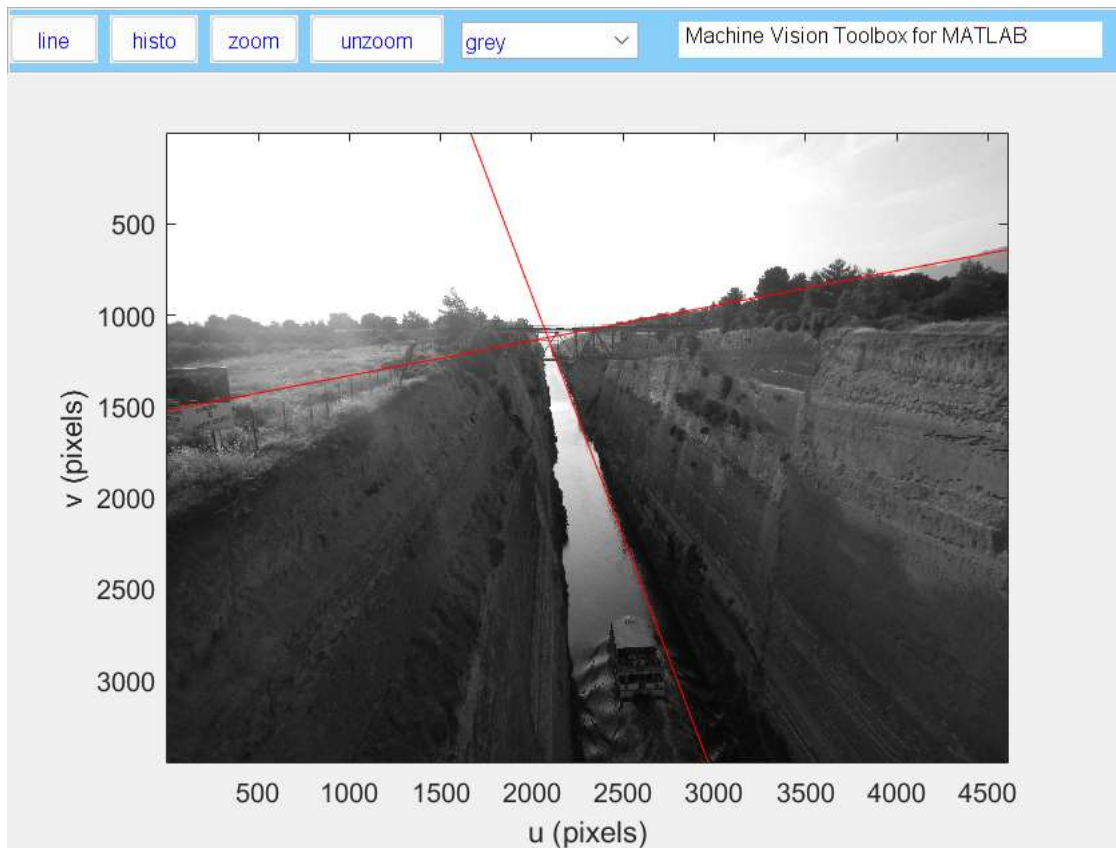 line histo zoom unzoom grey Machine Vision Toolbox for MATLAB
500
1000
1500
2000
2500
3000
v (pixels)
500 1000 1500 2000 2500 3000 3500 4000 4500
u (pixels)